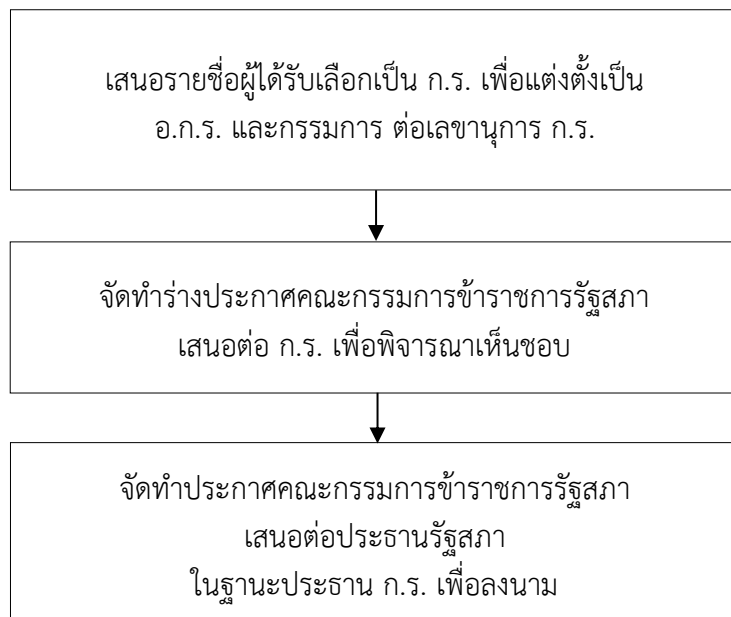 เสนอรายชื่อผู้ได้รับเลือกเป็น ก.ร. เพื่อแต่งตั้งเป็น
อ.ก.ร. และกรรมการ ต่อเลขานุการ ก.ร.
จัดทำร่างประกาศคณะกรรมการข้าราชการรัฐสภา
เสนอต่อ ก.ร. เพื่อพิจารณาเห็นชอบ
จัดทำประกาศคณะกรรมการข้าราชการรัฐสภา
เสนอต่อประธานรัฐสภา
ในฐานะประธาน ก.ร. เพื่อลงนาม